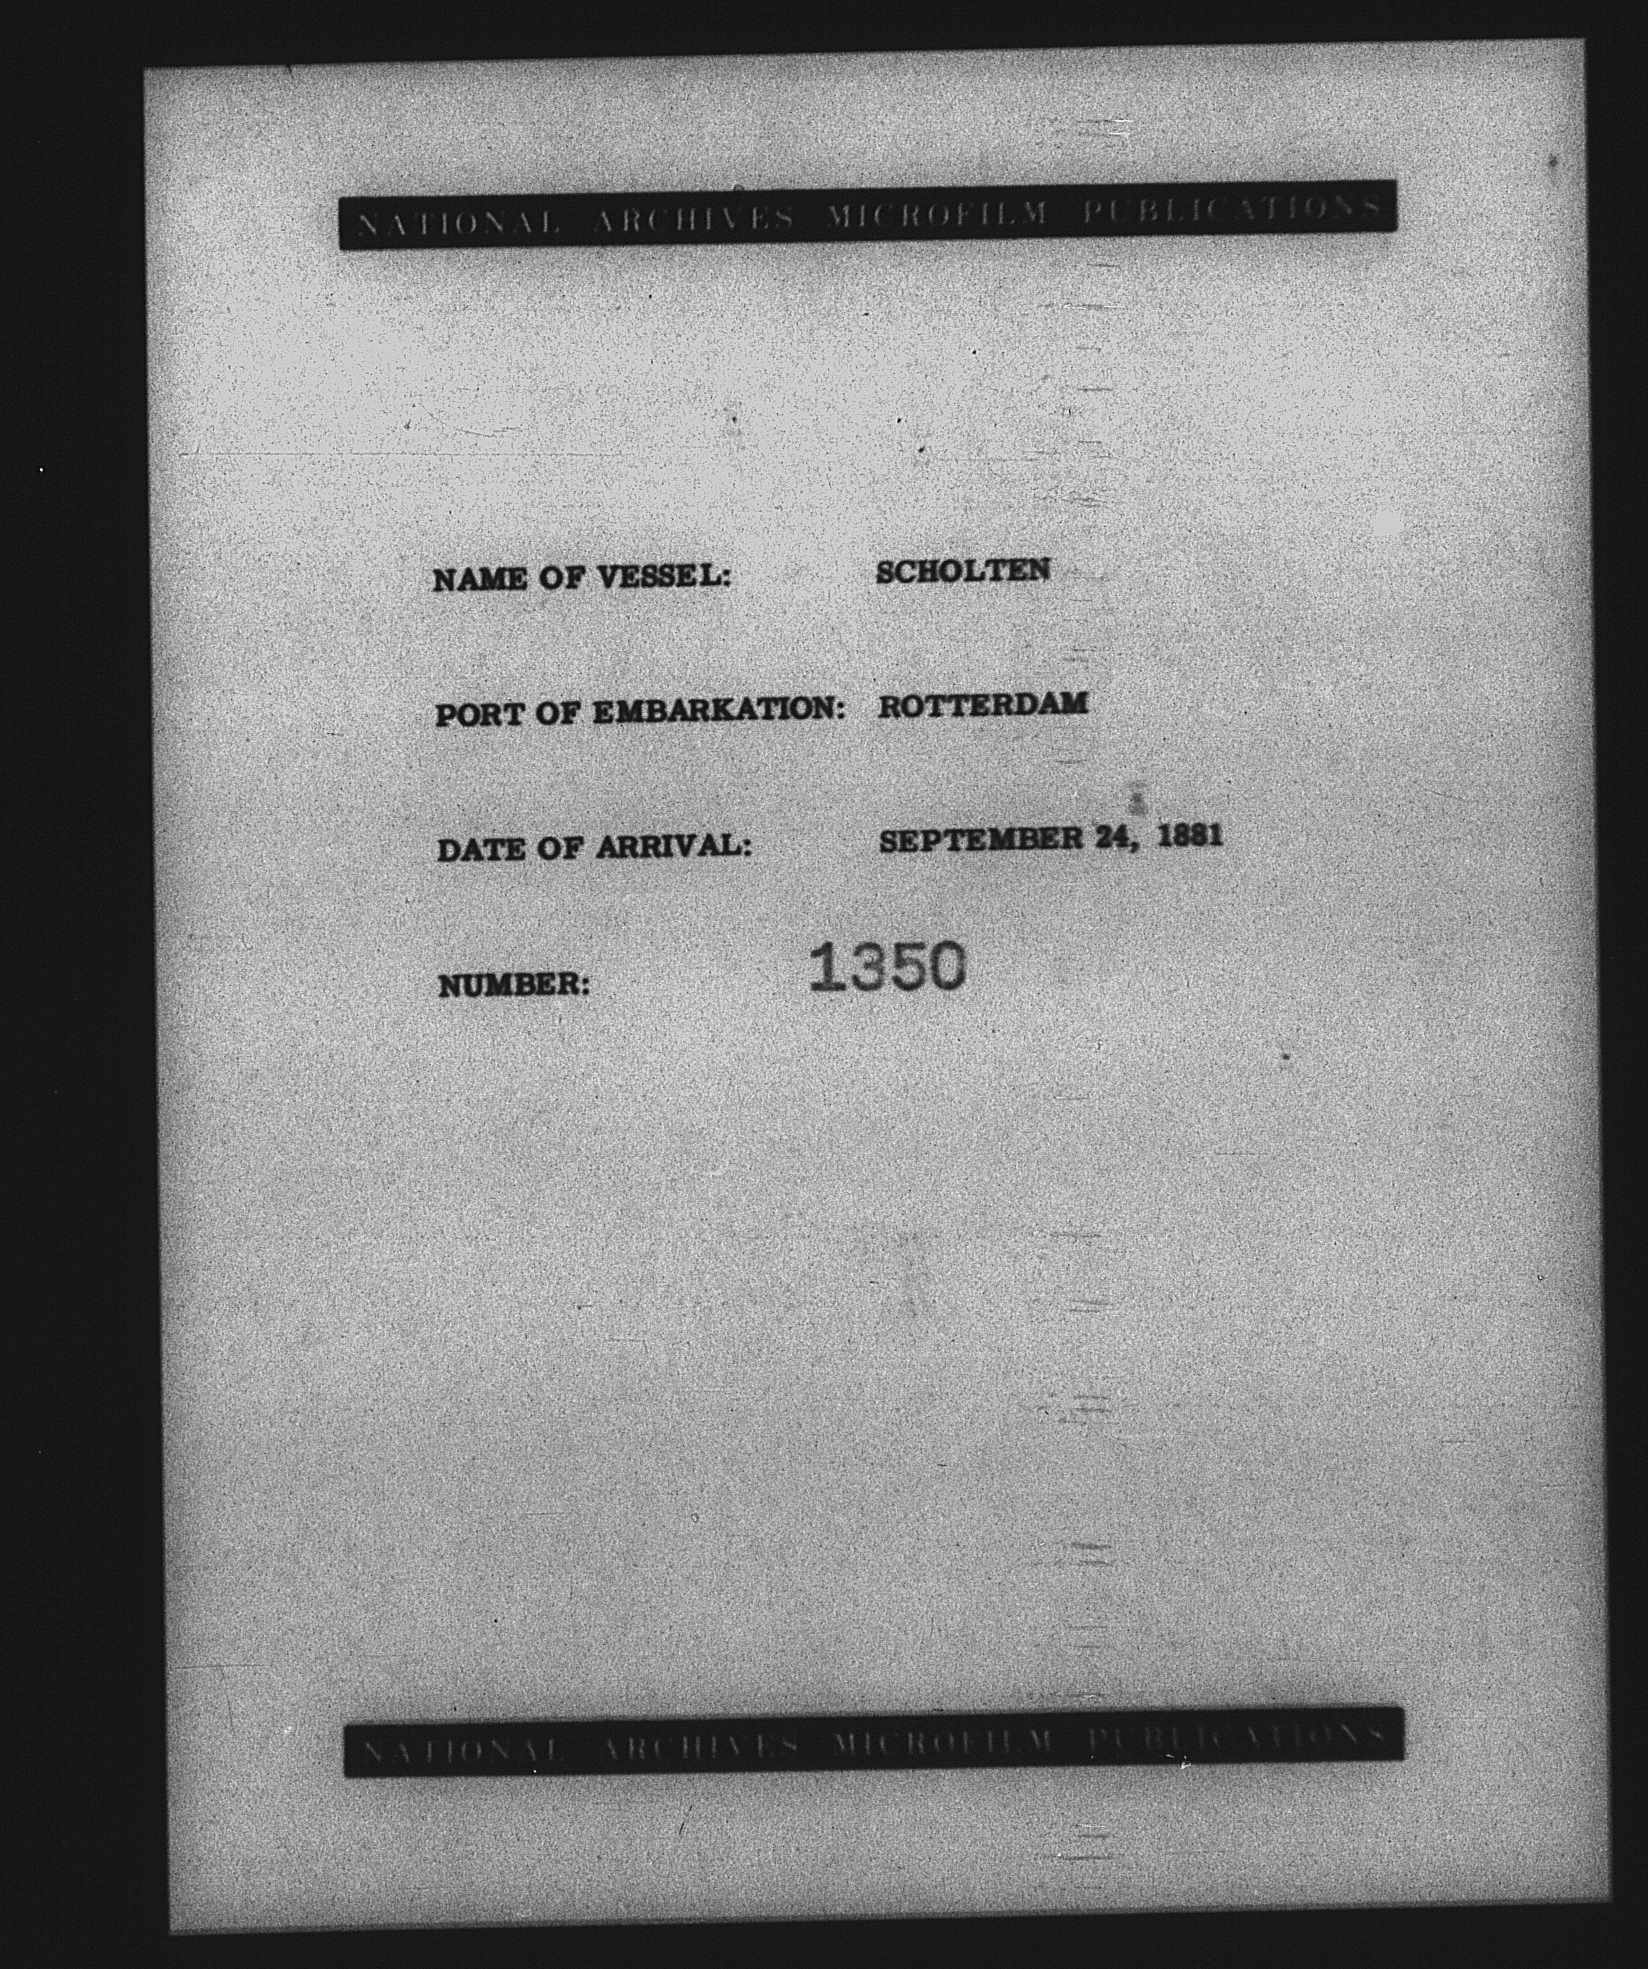 NATIONAL ARCHIVES MICROFILM PUBLICATIONS
NAME OF VESSEL: SCHOLTEN
PORT OF EMBARKATION: ROTTERDAM
DATE OF ARRIVAL: SEPTEMBER 24, 1881
NUMBER: 1350
NATIONAL ARCHIVES MICROFILM PUBLICATIONS